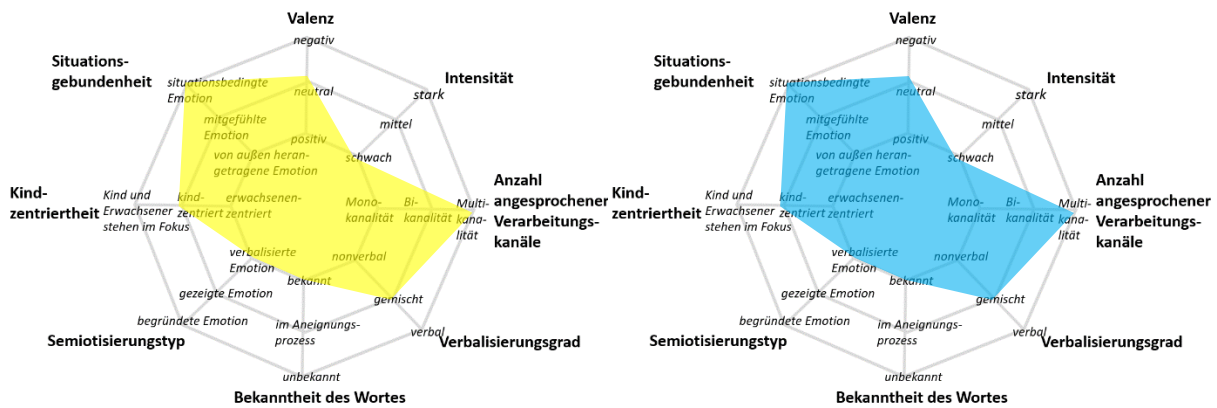 Valenz
negativ
Situations-
gebundenheit
situationsbedingte
Emotion
neutral
Intensität
stark
mitgefühlte
Emotion
mittel
positiv
von außen heran-
getragene Emotion
schwach
Kind-
zentriertheit
Kind und
Erwachsener
stehen im Fokus
kind-
zentriert
erwachsenen-
zentriert
Mono-
kanalität
Bi-
kanalität
Multi-
kana-
lität
Anzahl
angesprochener
Verarbeitungs-
kanäle
verbalisierte
Emotion
nonverbal
bekannt
gezeigte Emotion
gemischt
begründete Emotion
im Aneignungs-
prozess
verbal
Semiotisierungstyp
Verbalisierungsgrad
unbekannt
Bekanntheit des Wortes
Valenz
negativ
Situations-
gebundenheit
situationsbedingte
Emotion
neutral
Intensität
stark
mitgefühlte
Emotion
mittel
positiv
von außen heran-
getragene Emotion
schwach
Kind-
zentriertheit
Kind und
Erwachsener
stehen im Fokus
kind-
zentriert
erwachsenen-
zentriert
Mono-
kanalität
Bi-
kanalität
Multi-
kana-
lität
Anzahl
angesprochener
Verarbeitungs-
kanäle
verbalisierte
Emotion
nonverbal
bekannt
gezeigte Emotion
gemischt
begründete Emotion
im Aneignungs-
prozess
verbal
Semiotisierungstyp
Verbalisierungsgrad
unbekannt
Bekanntheit des Wortes